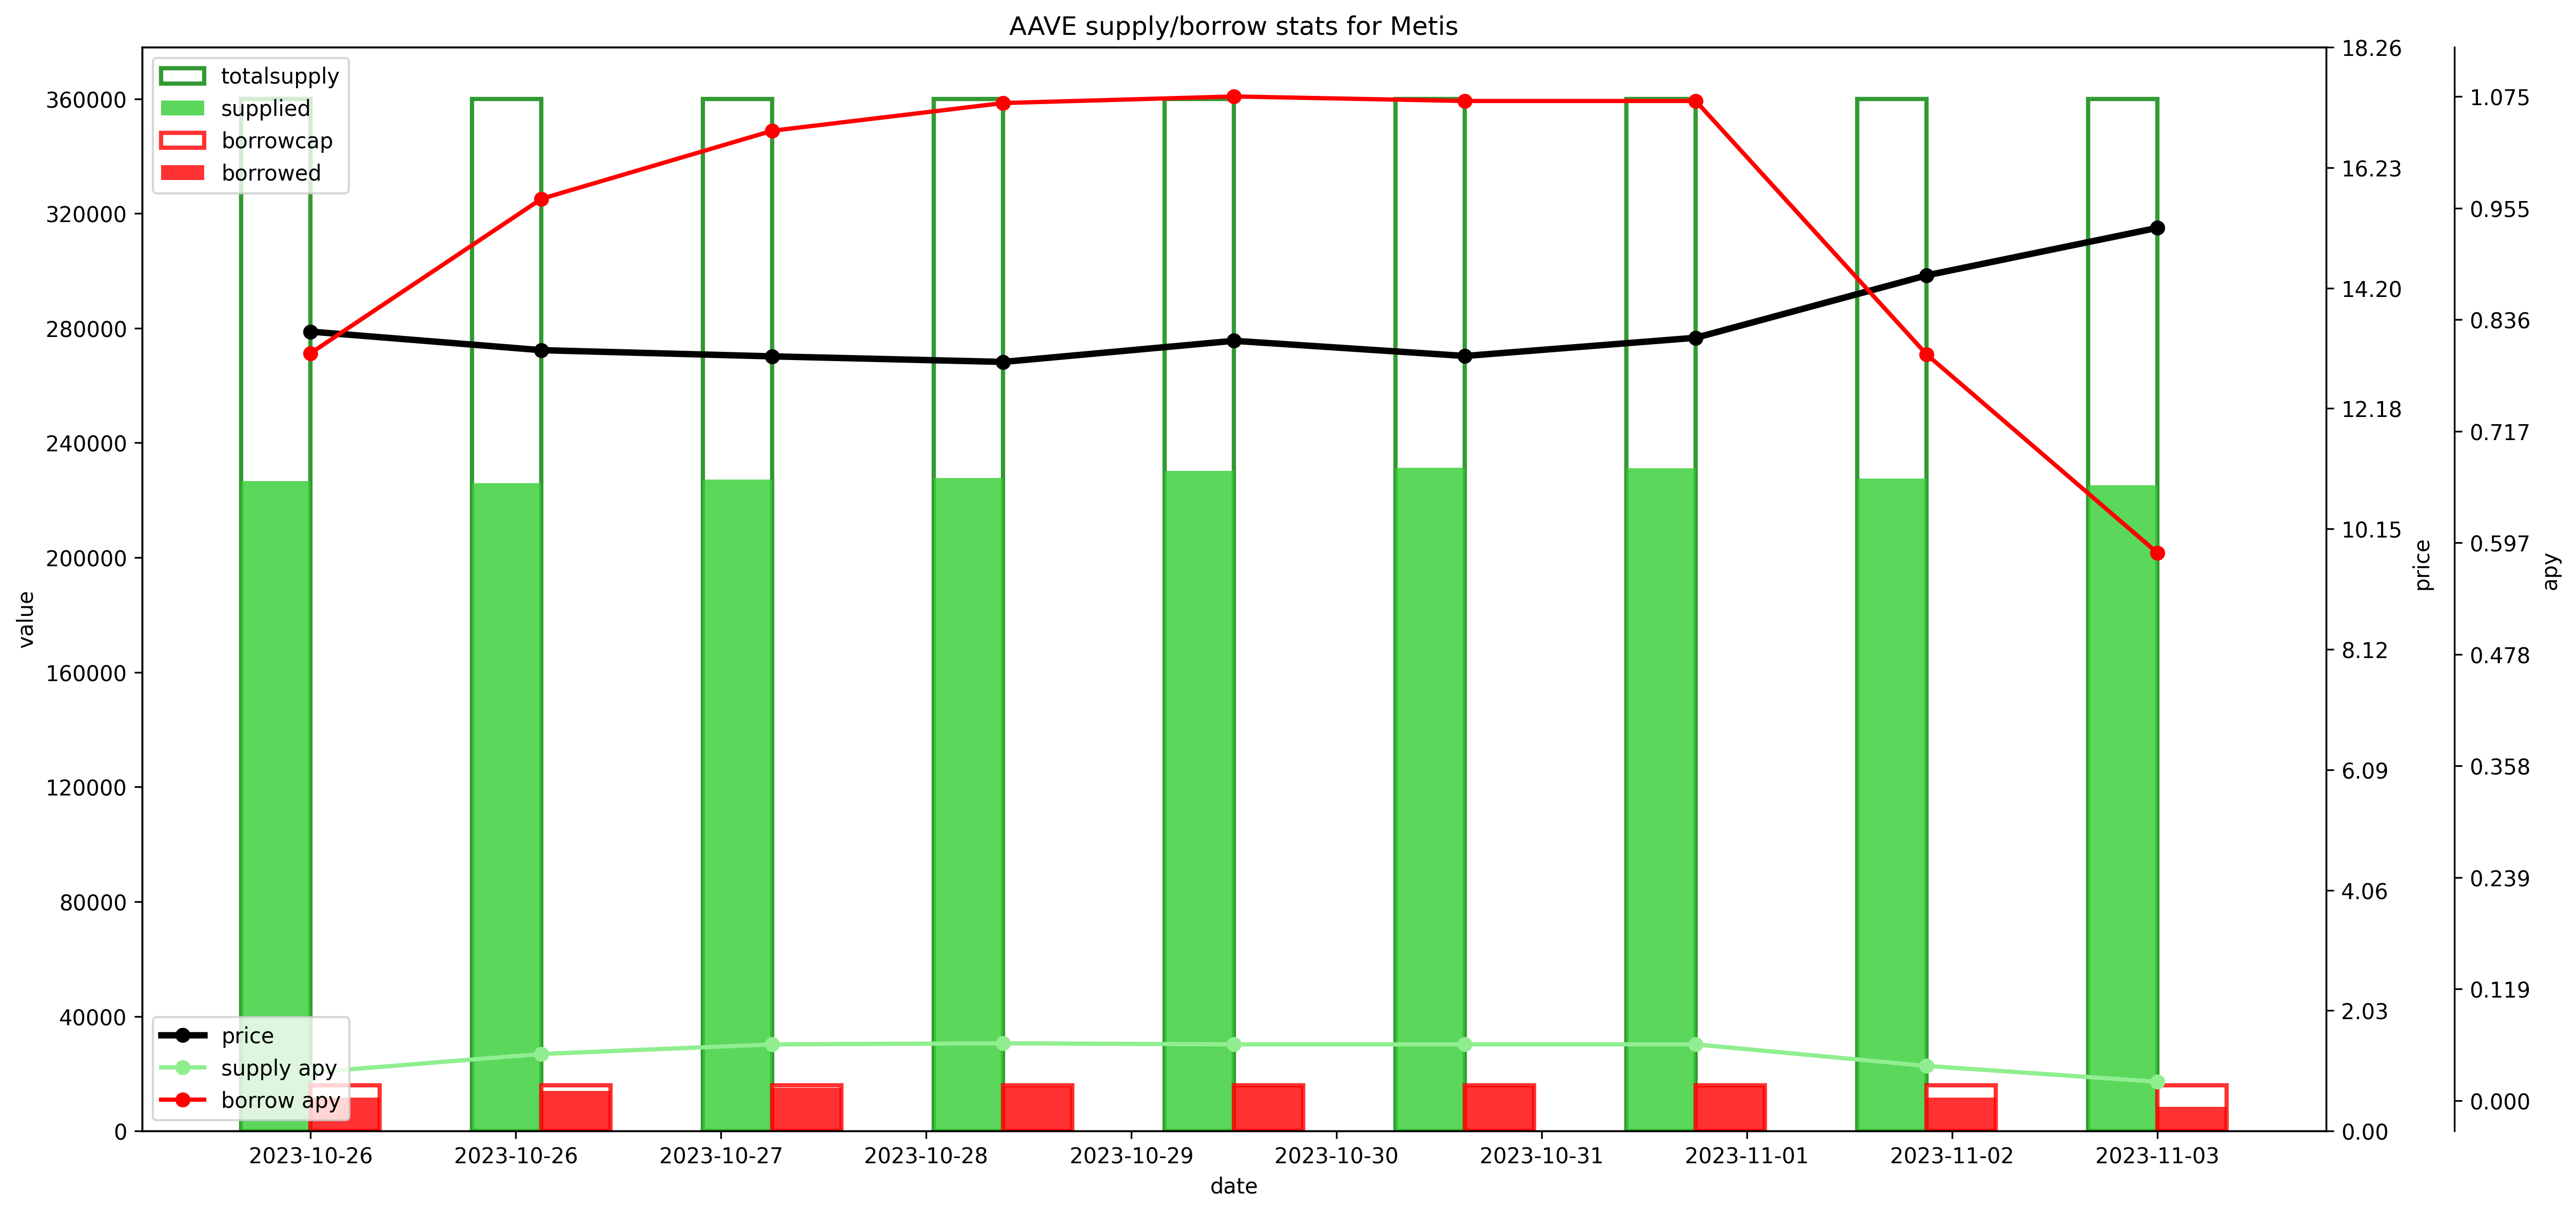 AAVE supply/borrow stats for Metis
totalsupply
supplied
borrowcap
borrowed
price
supply apy
borrow apy
value
360000
320000
280000
240000
200000
160000
120000
80000
40000
0
18.26
16.23
14.20
12.18
10.15
8.12
6.09
4.06
2.03
0.00
price
1.075
0.955
0.836
0.717
0.597
0.478
0.358
0.239
0.119
0.000
apy
2023-10-26 2023-10-26 2023-10-27 2023-10-28 2023-10-29 2023-10-30 2023-10-31 2023-11-01 2023-11-02 2023-11-03
date